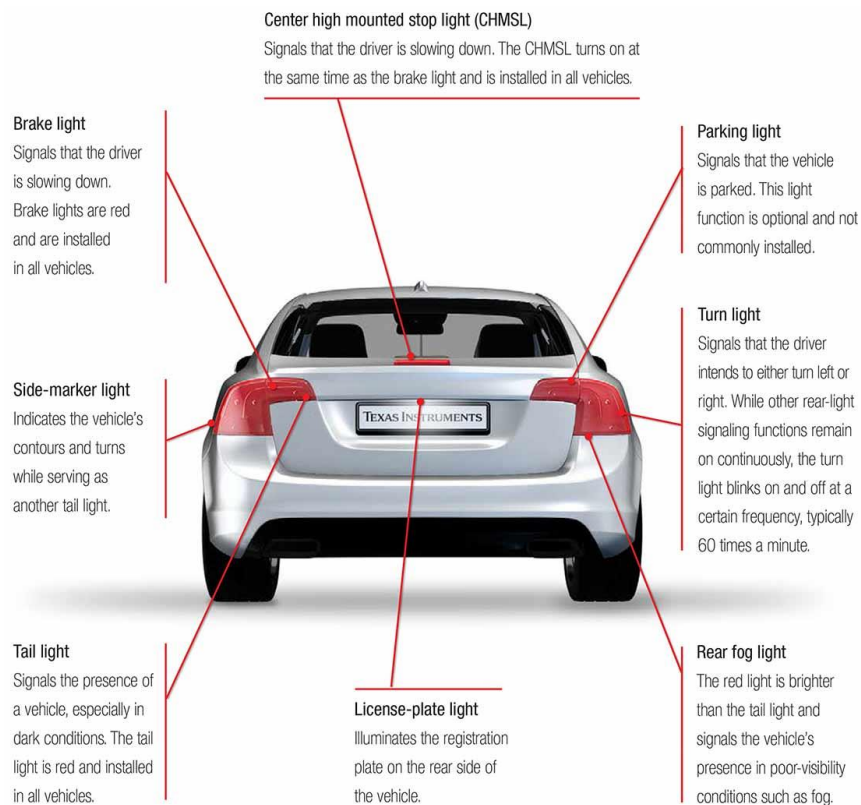 Center high mounted stop light (CHMSL)
Signals that the driver is slowing down. The CHMSL turns on at
the same time as the brake light and is installed in all vehicles.
Brake light
Signals that the driver
is slowing down.
Brake lights are red
and are installed
in all vehicles.
Parking light
Signals that the vehicle
is parked. This light
function is optional and not
commonly installed.
Side-marker light
Indicates the vehicle's
contours and turns
while serving as
another tail light.
TEXAS INSTRUMENTS
Turn light
Signals that the driver
intends to either turn left or
right. While other rear-light
signaling functions remain
on continuously, the turn
light blinks on and off at a
certain frequency, typically
60 times a minute.
Tail light
Signals the presence of
a vehicle, especially in
dark conditions. The tail
light is red and installed
in all vehicles.
License-plate light
Illuminates the registration
plate on the rear side of
the vehicle.
Rear fog light
The red light is brighter
than the tail light and
signals the vehicle's
presence in poor-visibility
conditions such as fog.